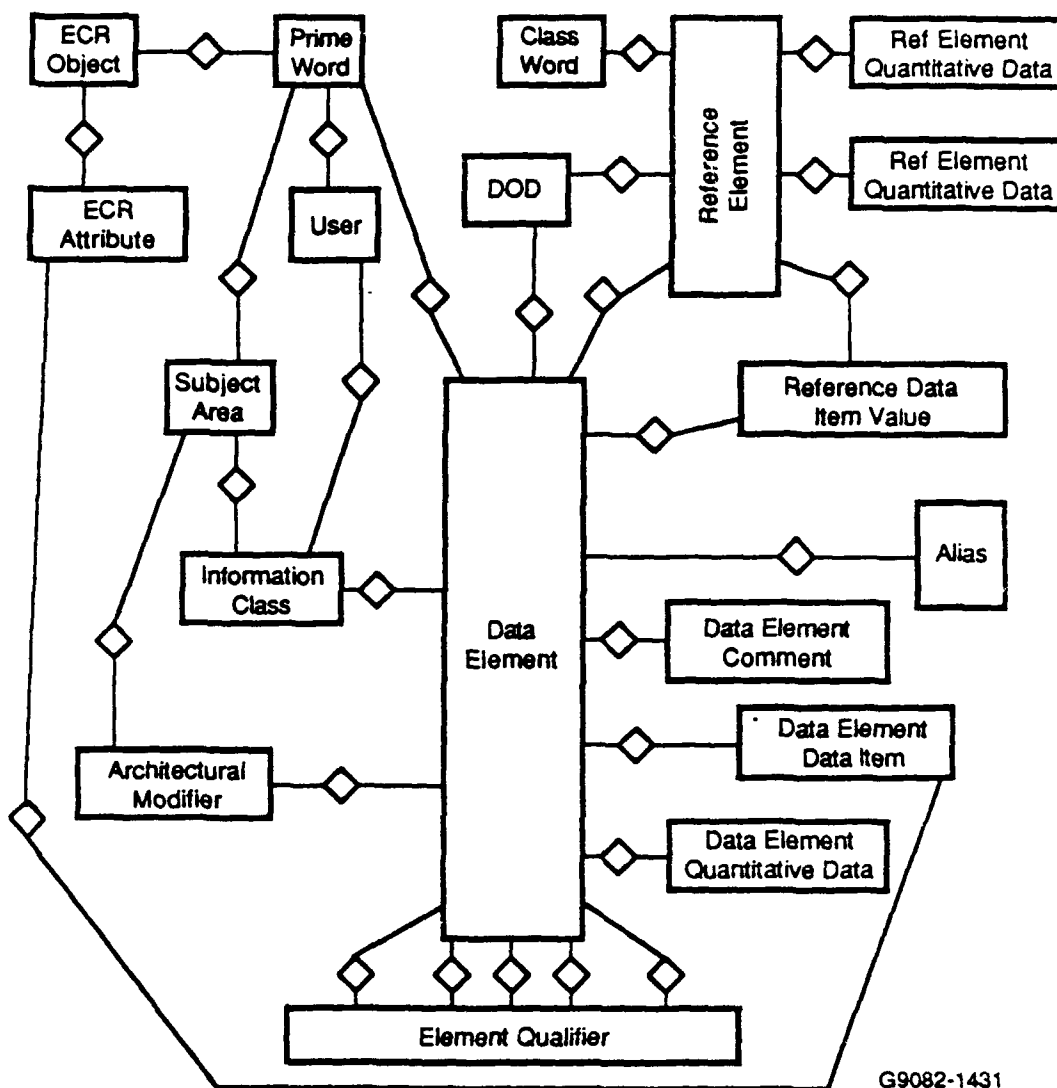 ECR
Object
Prime
Word
Class
Word
Reference
Element
Ref Element
Quantitative Data
Ref Element
Quantitative Data
DOD
ECR
Attribute
User
Subject
Area
Reference Data
Item Value
Alias
Information
Class
Data
Element
Data Element
Comment
Data Element
Data Item
Architectural
Modifier
Data Element
Quantitative Data
Element Qualifier
G9082-1431